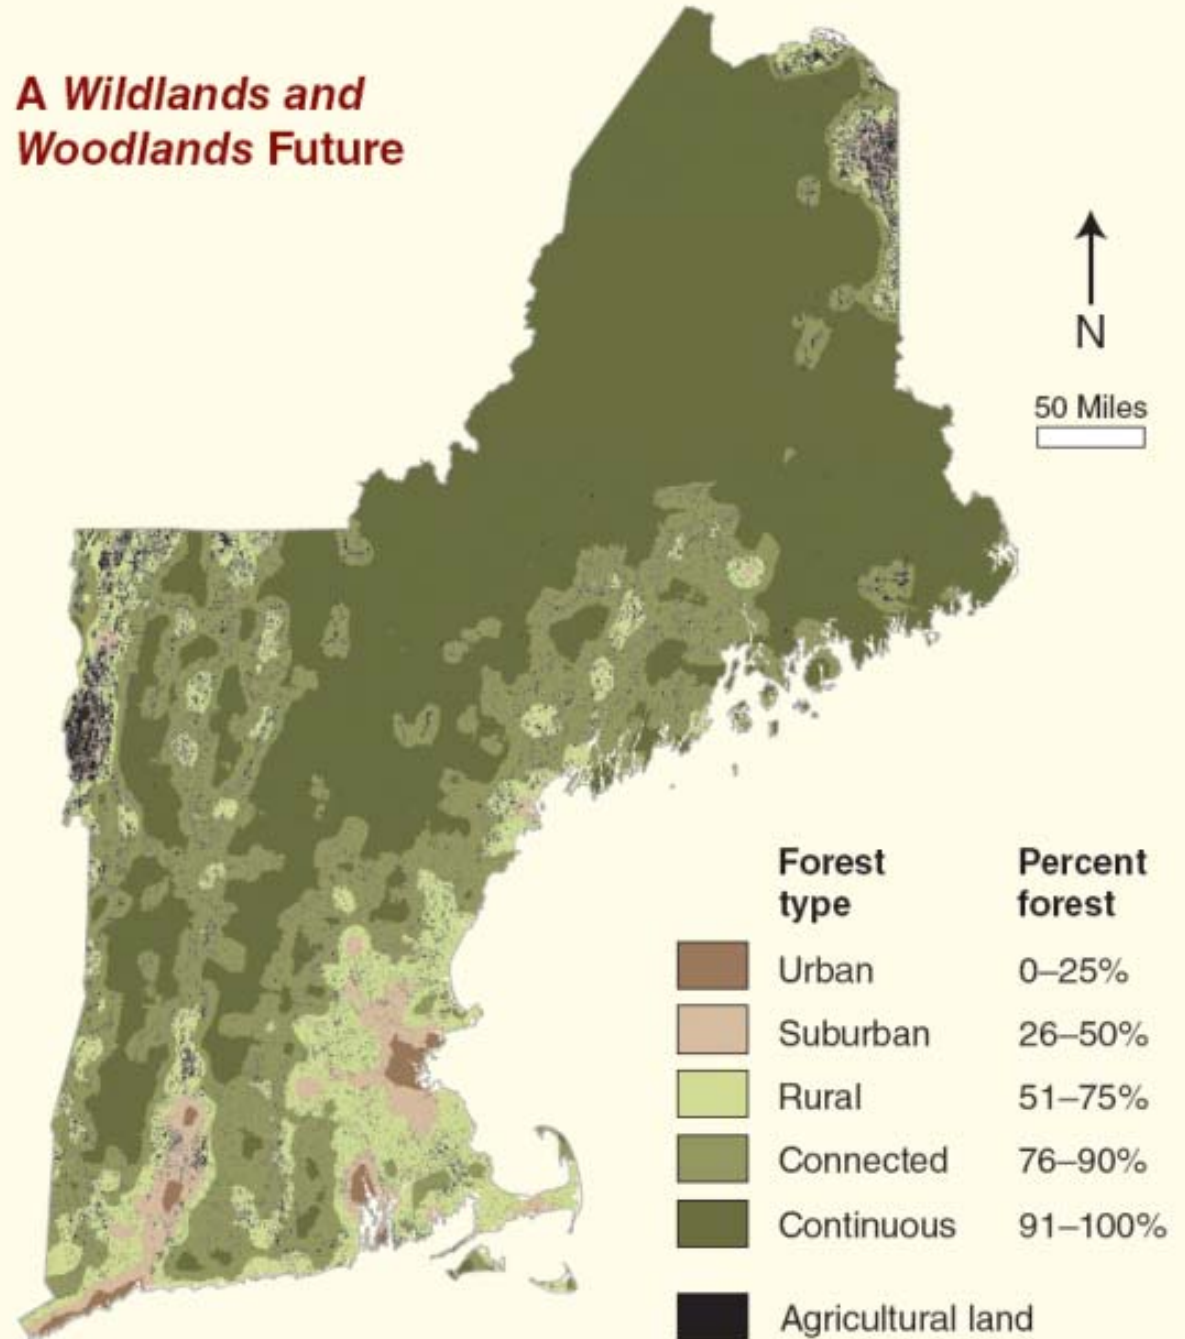 A Wildlands and
Woodlands Future
N
50 Miles
Forest type
Percent forest
Urban 0–25%
Suburban 26–50%
Rural 51–75%
Connected 76–90%
Continuous 91–100%
Agricultural land